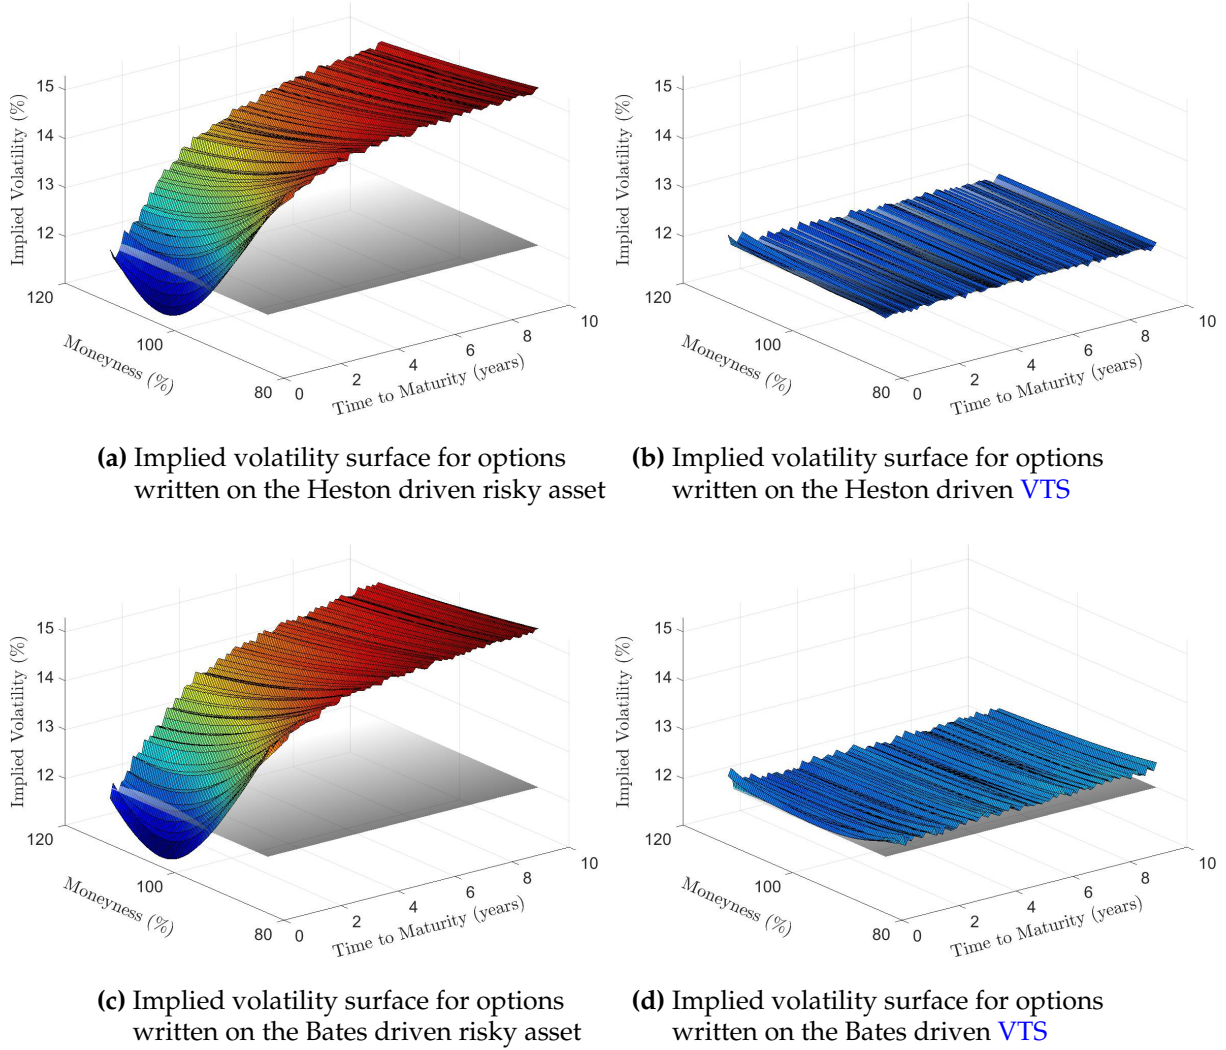 15
14
13
12
Implied Volatility (%)
120
100
80
Moneyness (%)
0
2
4
6
8
10
Time to Maturity (years)
15
14
13
12
Implied Volatility (%)
120
100
80
Moneyness (%)
0
2
4
6
8
10
Time to Maturity (years)
(a) Implied volatility surface for options
written on the Heston driven risky asset
(b) Implied volatility surface for options
written on the Heston driven VTS
15
14
13
12
Implied Volatility (%)
120
100
80
Moneyness (%)
0
2
4
6
8
10
Time to Maturity (years)
15
14
13
12
Implied Volatility (%)
120
100
80
Moneyness (%)
0
2
4
6
8
10
Time to Maturity (years)
(c) Implied volatility surface for options
written on the Bates driven risky asset
(d) Implied volatility surface for options
written on the Bates driven VTS